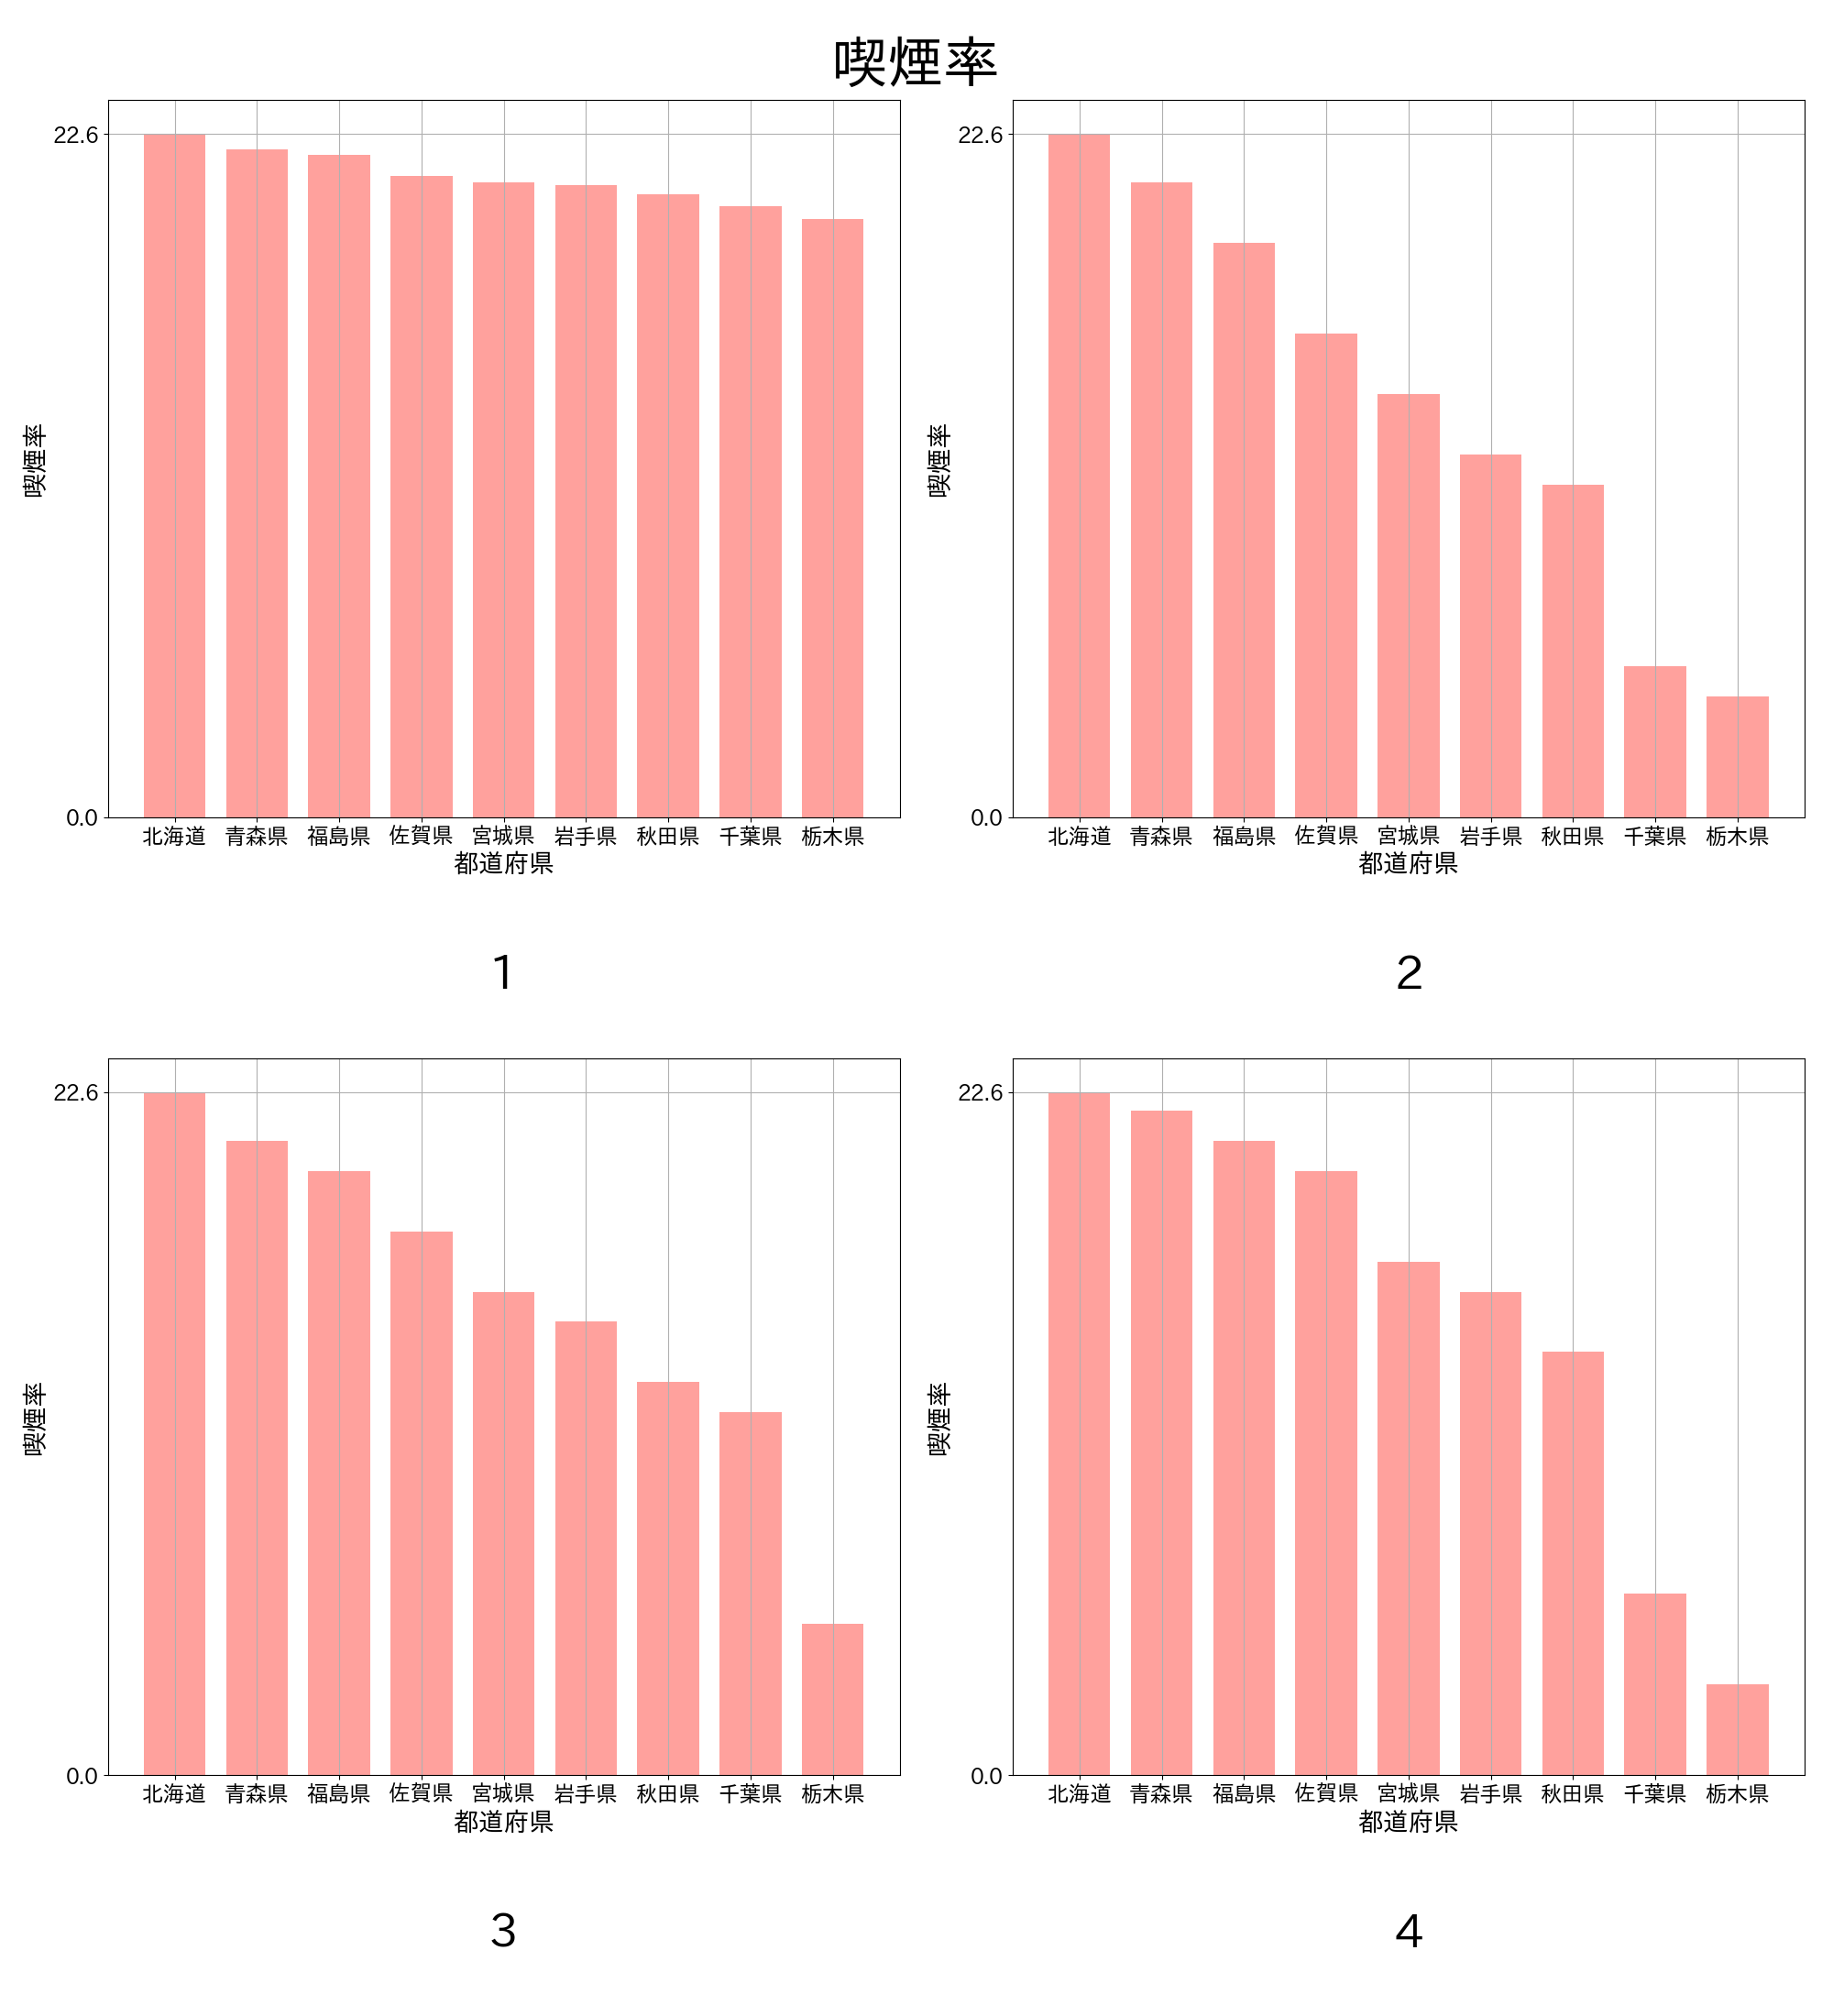 喫煙率
22.6
喫煙率
0.0
北海道 青森県 福島県 佐賀県 宮城県 岩手県 秋田県 千葉県 栃木県
都道府県
1
22.6
喫煙率
0.0
北海道 青森県 福島県 佐賀県 宮城県 岩手県 秋田県 千葉県 栃木県
都道府県
2
22.6
喫煙率
0.0
北海道 青森県 福島県 佐賀県 宮城県 岩手県 秋田県 千葉県 栃木県
都道府県
3
22.6
喫煙率
0.0
北海道 青森県 福島県 佐賀県 宮城県 岩手県 秋田県 千葉県 栃木県
都道府県
4